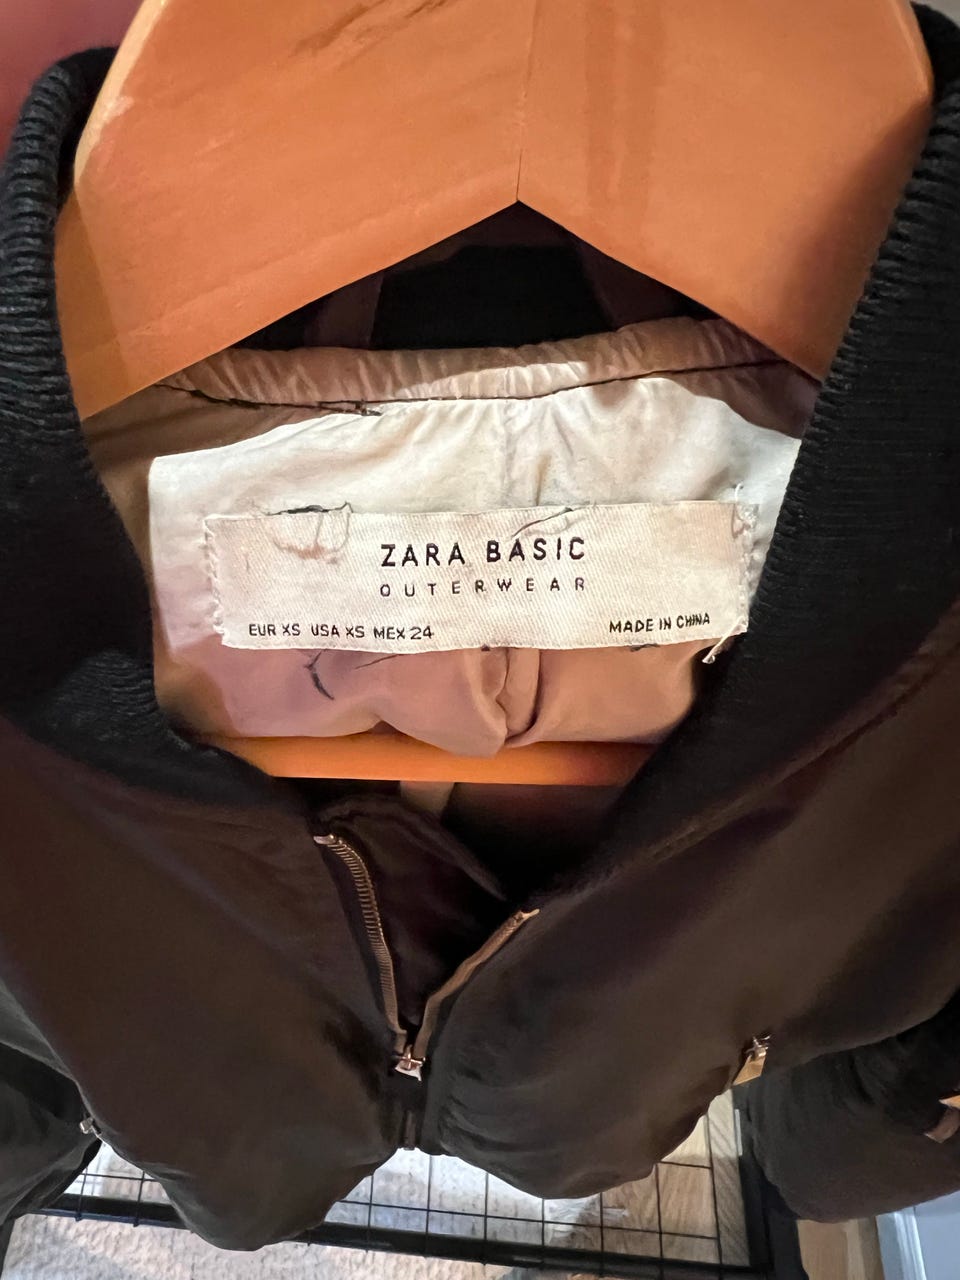 ZARA BASIC
OUTERWEAR
EUR XS USA XS MEX 24 MADE IN CHINA